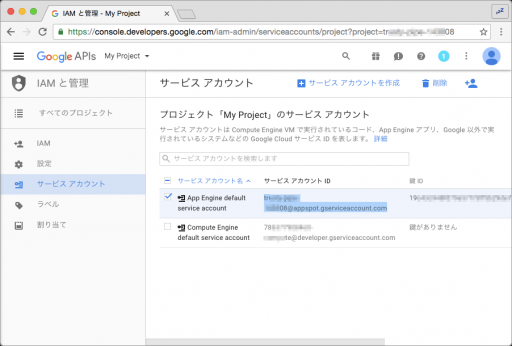 IAM と管理 - My Project
https://console.developers.google.com/iam-admin/serviceaccounts/project?project=
Google APIs My Project
1
IAM と管理
サービス アカウント
サービス アカウントを作成
削除
すべてのプロジェクト
IAM
設定
サービス アカウント
ラベル
割り当て
プロジェクト「My Project」のサービス アカウント
サービス アカウントは Compute Engine VM で実行されているコード、App Engine アプリ、Google 以外で実
行されているシステムなどの Google Cloud サービス ID を表します。 詳細
サービス アカウントを検索します
サービス アカウント名 サービス アカウント ID 鍵 ID
App Engine default
service account
@appspot.gserviceaccount.com
Compute Engine
default service account
@developer.gserviceaccount.com
鍵がありません